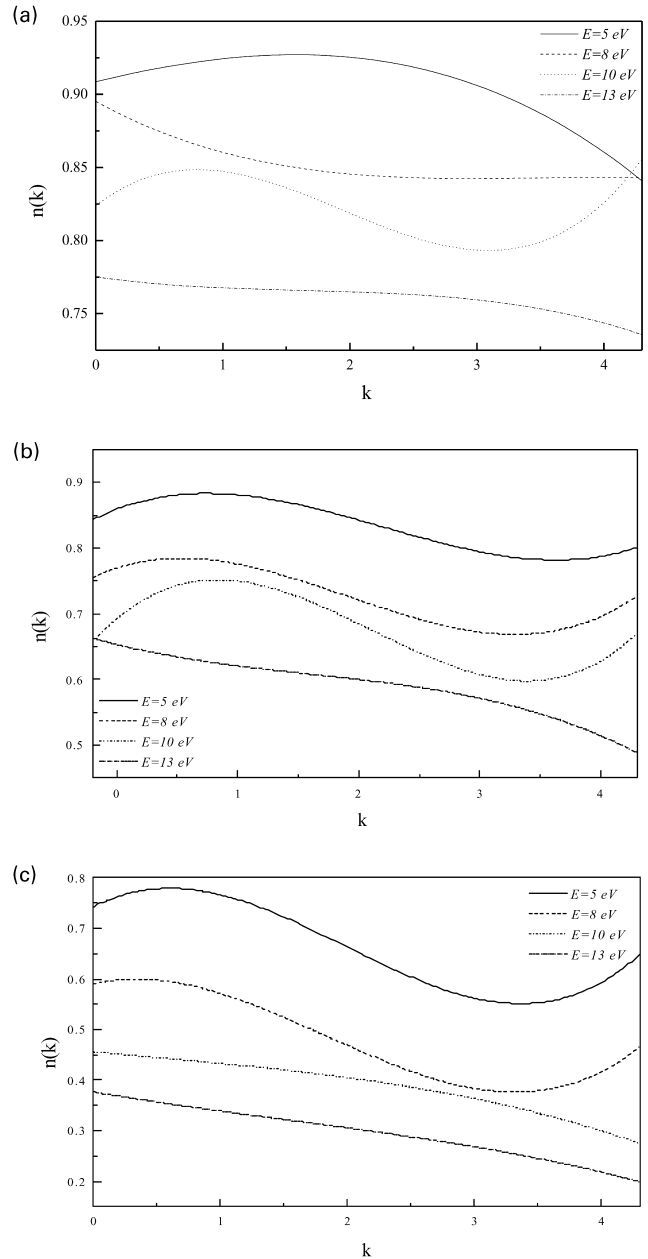 (a)
0.95
0.90
0.85
0.80
0.75
n(k)
0 1 2 3 4
k
E=5 eV
E=8 eV
E=10 eV
E=13 eV
(b)
0.9
0.8
0.7
0.6
0.5
n(k)
E=5 eV
E=8 eV
E=10 eV
E=13 eV
0 1 2 3 4
k
(c)
0.8
0.7
0.6
0.5
0.4
0.3
0.2
n(k)
E=5 eV
E=8 eV
E=10 eV
E=13 eV
0 1 2 3 4
k